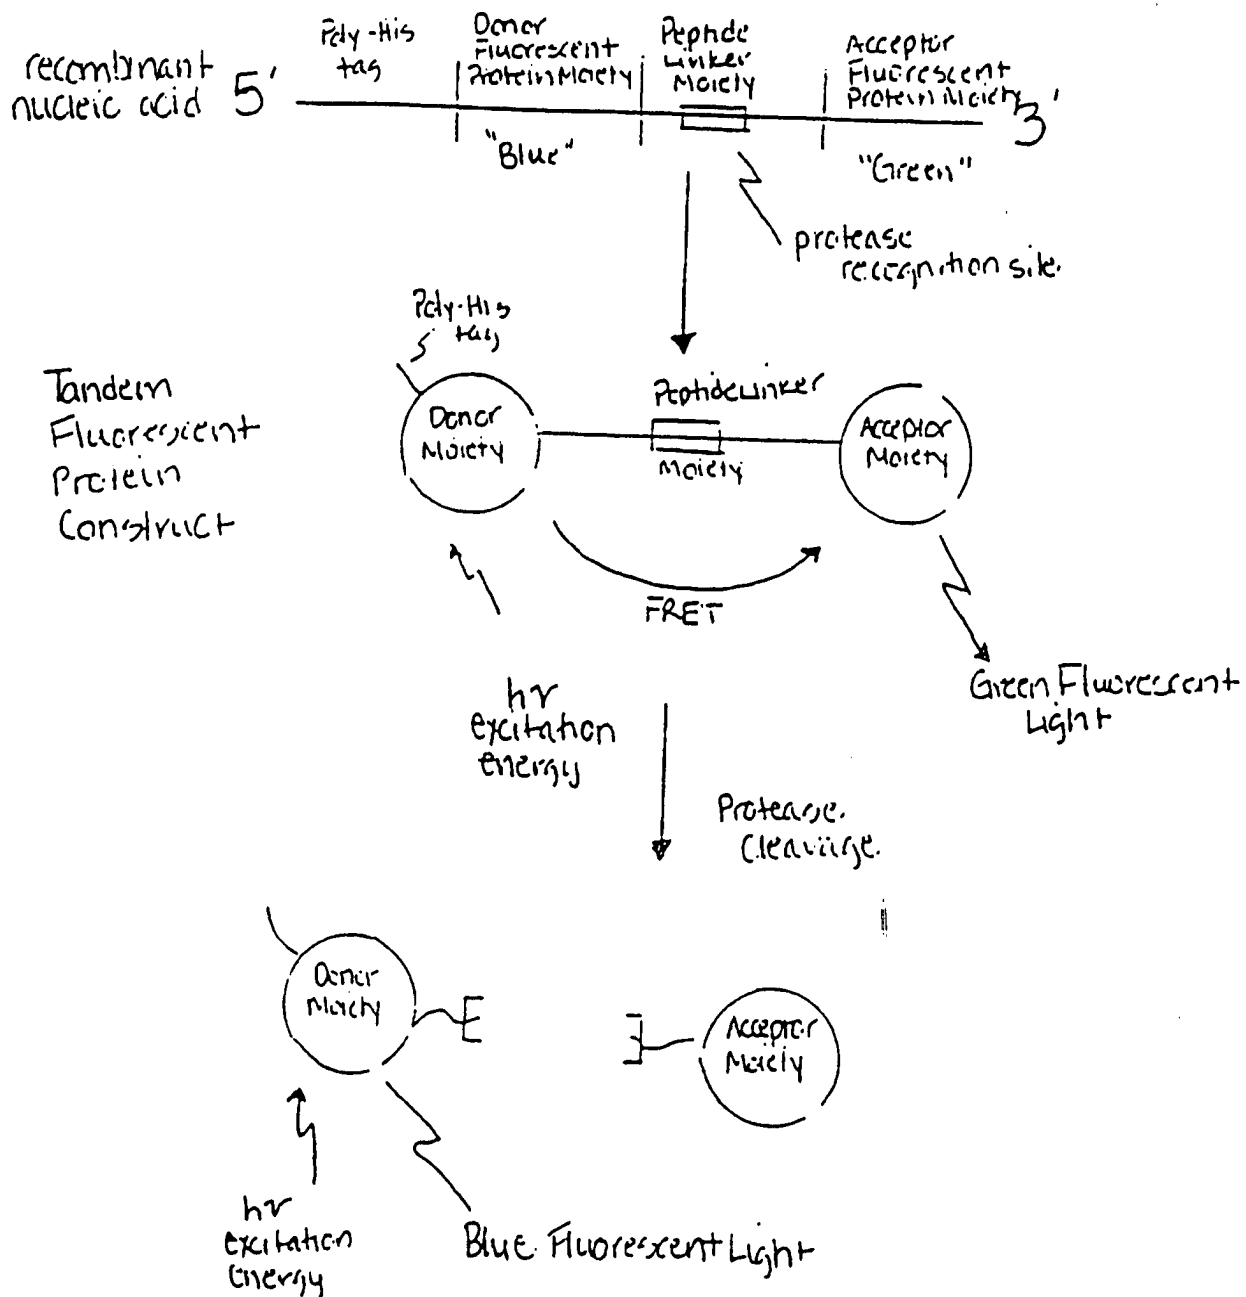 recombinant
nucleic acid 5'
Poly-His
tag
Donor
Fluorescent
Protein Moiety
"Blue"
Peptide
Linker
Moiety
Acceptor
Fluorescent
Protein Moiety
"Green"
3'
protease
recognition site.
Tandem
Fluorescent
Protein
Construct
Poly-His
tag
Donor
Moiety
Peptide Linker
Moiety
Acceptor
Moiety
FRET
hν
excitation
energy
Green Fluorescent
Light
Protease.
Cleavage.
Donor
Moiety
Acceptor
Moiety
hν
excitation
Energy
Blue Fluorescent Light